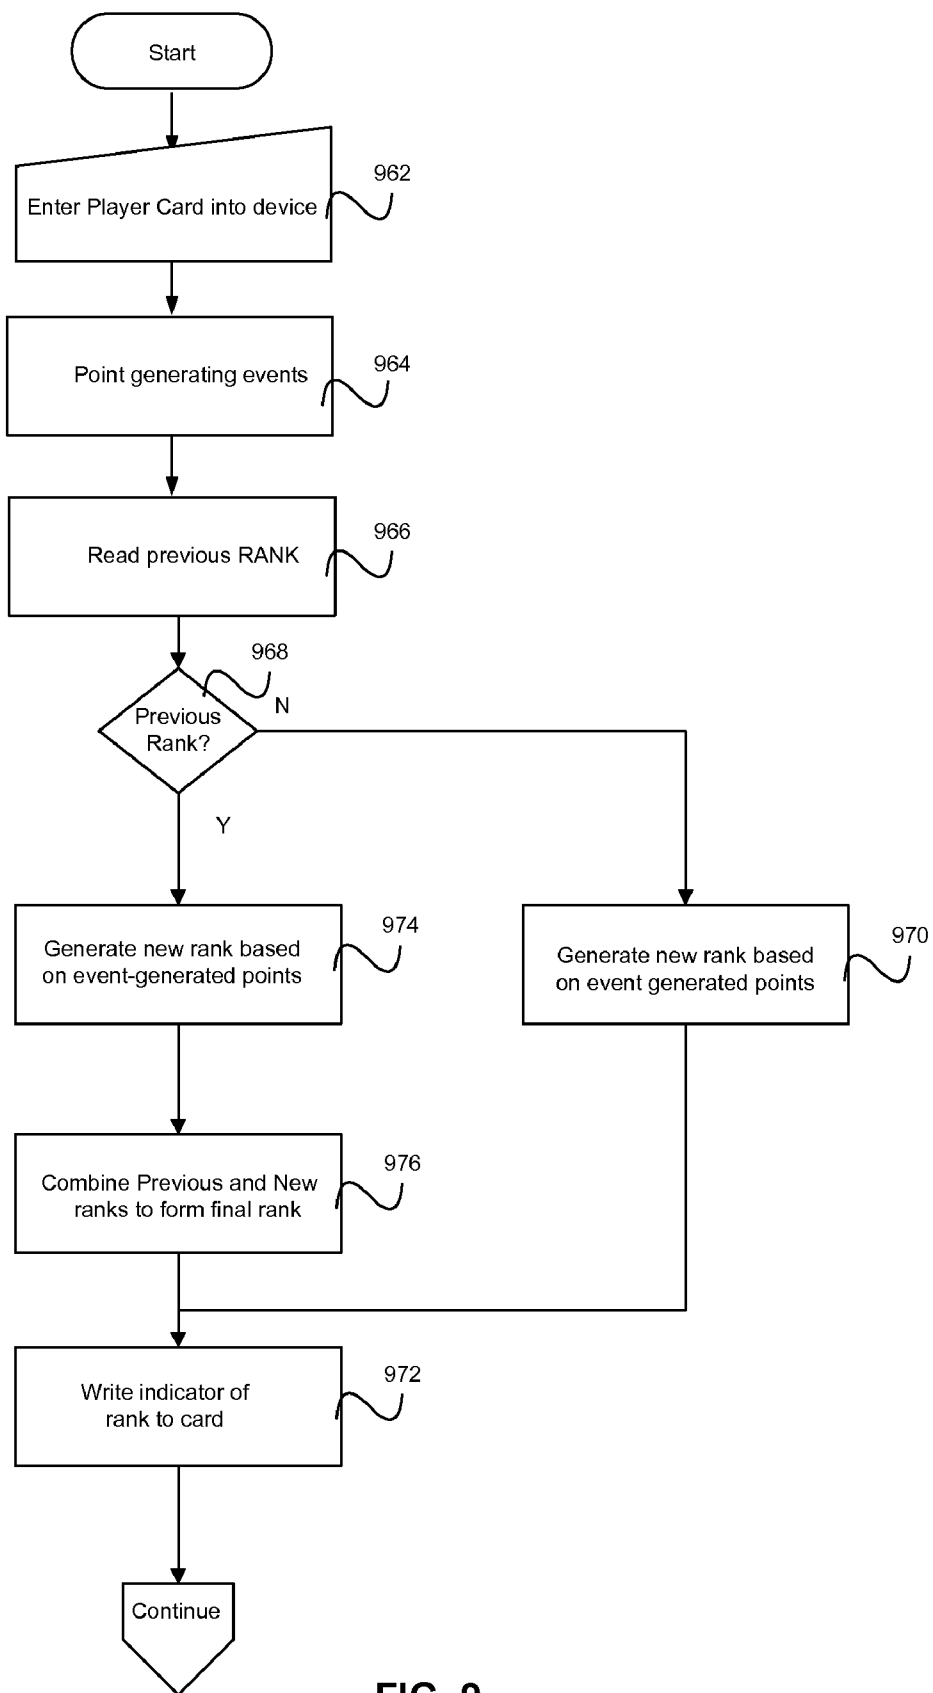 Start
962
Enter Player Card into device
964
Point generating events
966
Read previous RANK
968
N
Previous
Rank?
Y
974
Generate new rank based
on event-generated points
970
Generate new rank based
on event generated points
976
Combine Previous and New
ranks to form final rank
972
Write indicator of
rank to card
Continue
FIG. 9